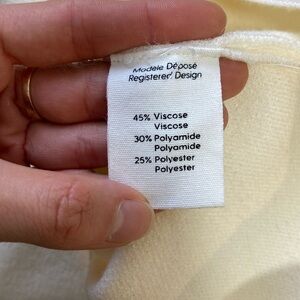 Modèle Déposé
Registered Design
45% Viscose
Viscose
30% Polyamide
Polyamide
25% Polyester
Polyester